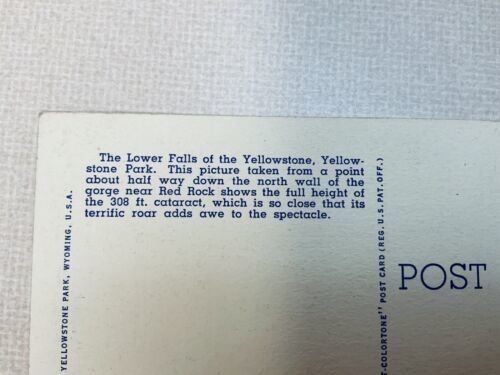 The Lower Falls of the Yellowstone, Yellow-
stone Park. This picture taken from a point
about half way down the north wall of the
gorge near Red Rock shows the full height of
the 308 ft. cataract, which is so close that its
terrific roar adds awe to the spectacle.
YELLOWSTONE PARK, WYOMING, U.S.A.
E-COLORTONE" POST CARD (REG. U.S. PAT. OFF.)
POST